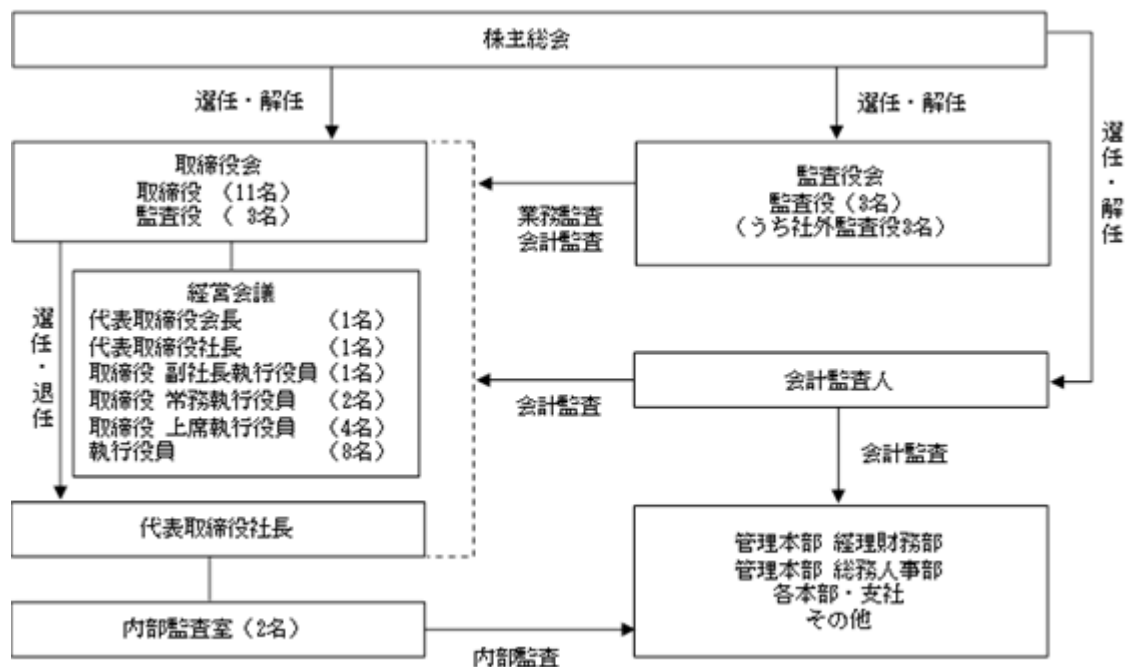 株主総会
選任・解任
選任・解任
選任・解任
取締役会
取締役 （11名）
監査役 （ 3名）
監査役会
監査役（3名）
（うち社外監査役3名）
業務監査
会計監査
経営会議
代表取締役会長 （1名）
代表取締役社長 （1名）
取締役 副社長執行役員 （1名）
取締役 常務執行役員 （2名）
取締役 上席執行役員 （4名）
執行役員 （8名）
選任・退任
会計監査人
会計監査
会計監査
代表取締役社長
管理本部 経理財務部
管理本部 総務人事部
各本部・支社
その他
内部監査室（2名）
内部監査